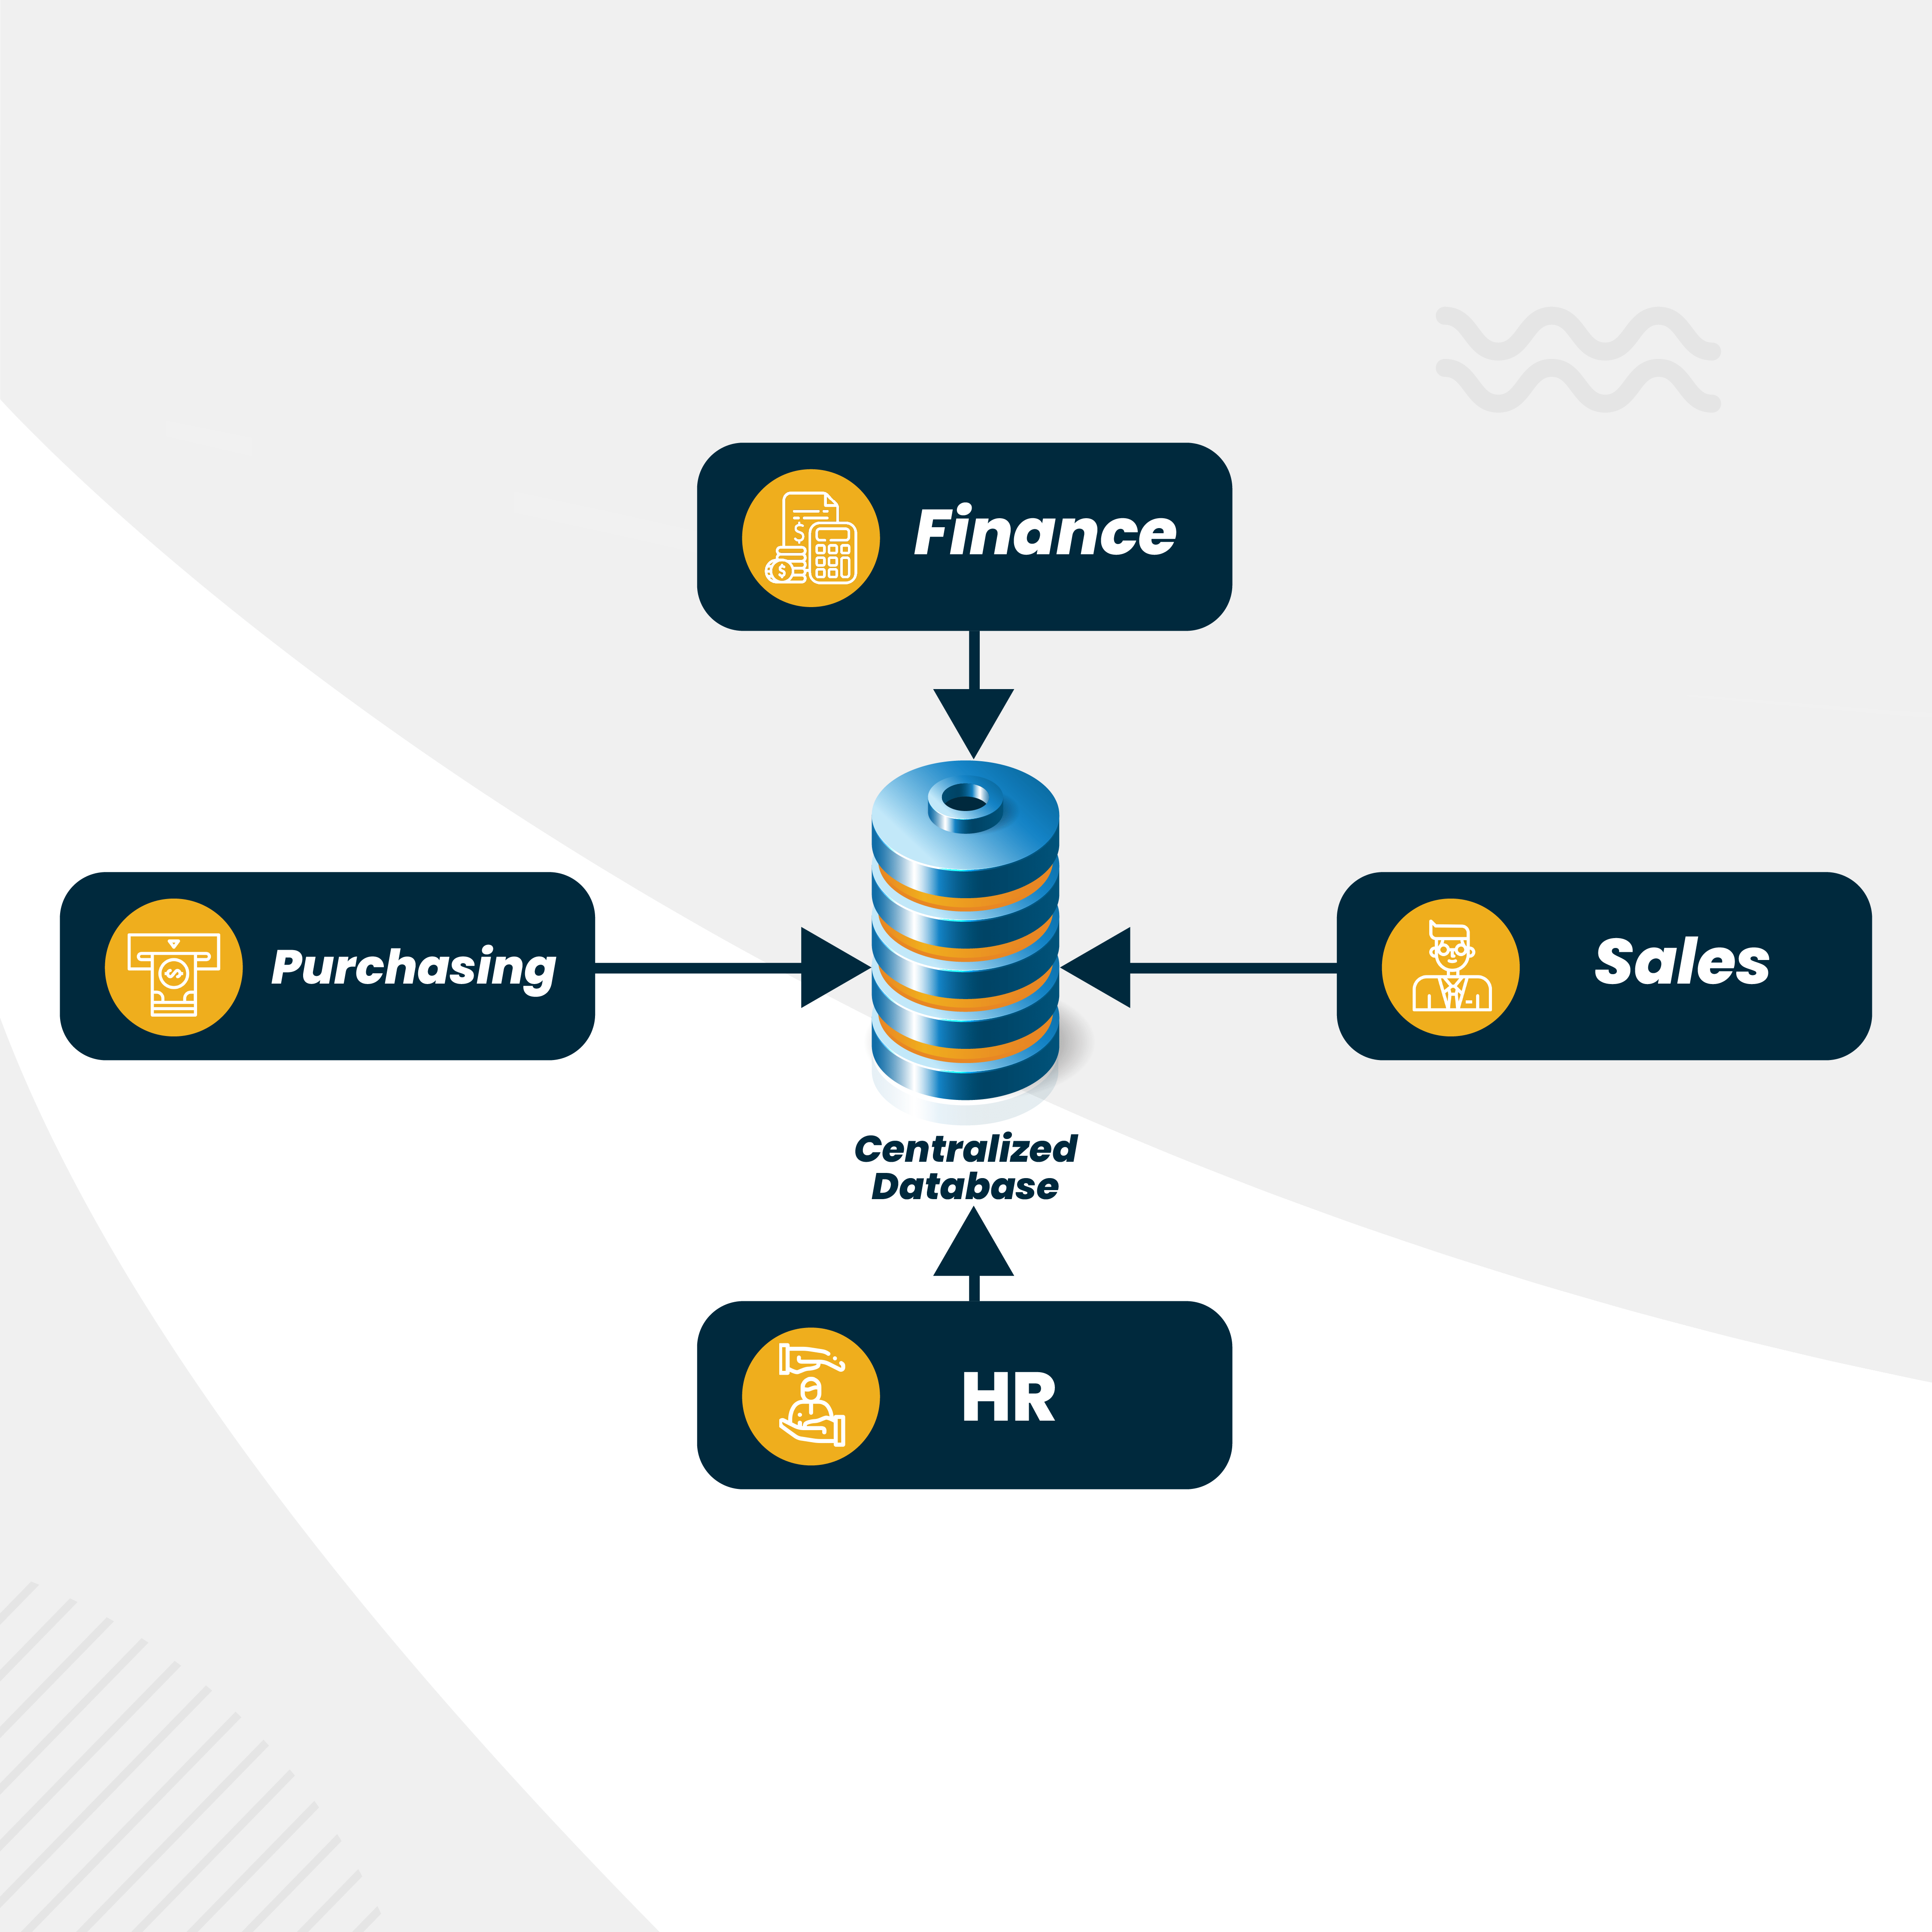 Finance
Purchasing
Sales
Centralized
Database
HR